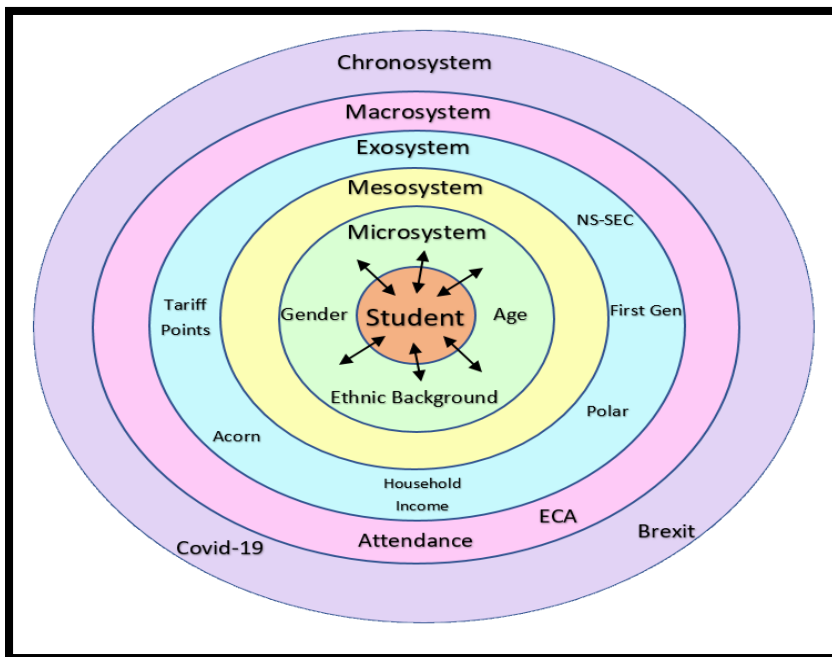 Chronosystem
Macrosystem
Exosystem
Mesosystem
Microsystem
NS-SEC
Tariff
Points
Gender
Student
Age
First Gen
Ethnic Background
Polar
Acorn
Household
Income
ECA
Attendance
Covid-19
Brexit